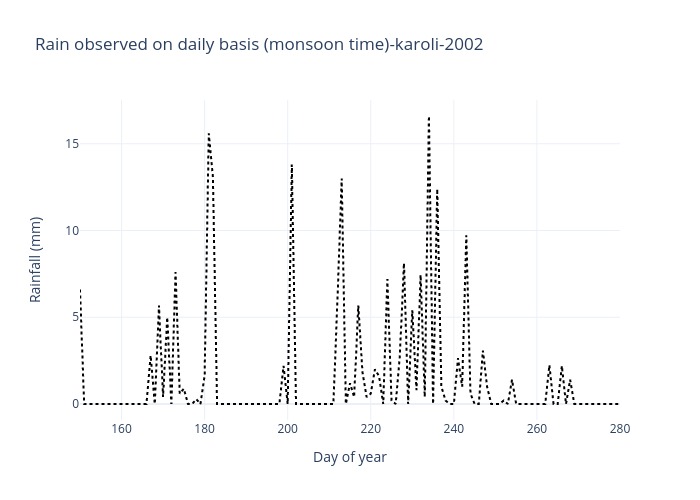 Rain observed on daily basis (monsoon time)-karoli-2002
15
10
5
0
Rainfall (mm)
160 180 200 220 240 260 280
Day of year